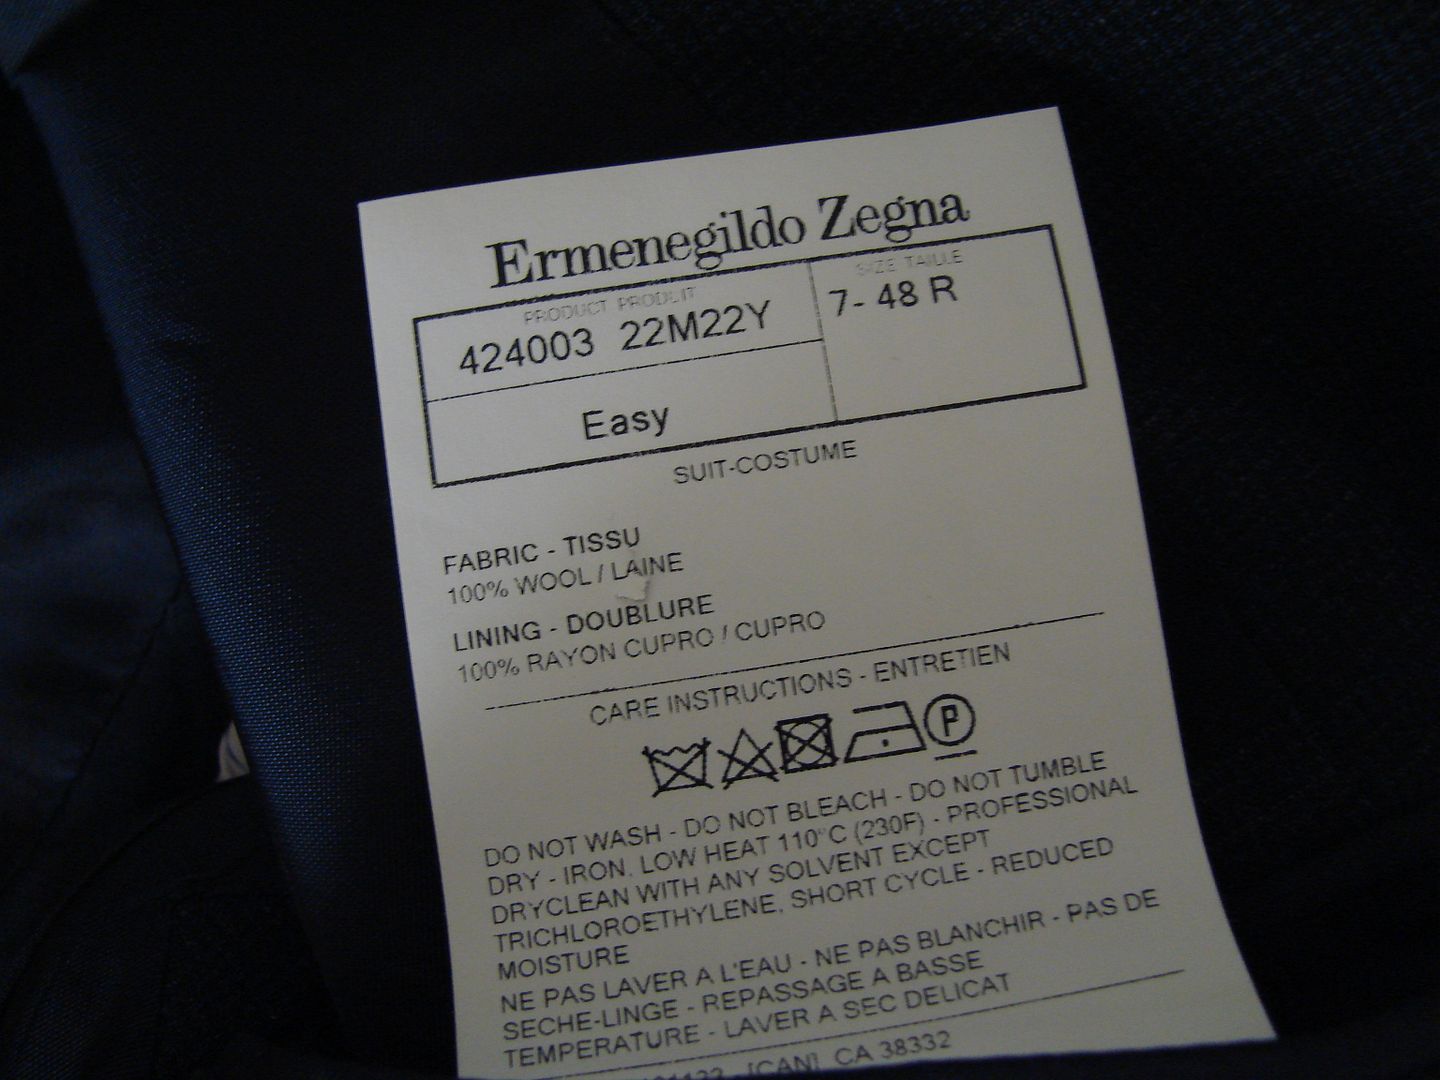 Ermenegildo Zegna
PRODUCT PRODUIT
424003 22M22Y
SIZE TAILLE
7- 48 R
Easy
SUIT-COSTUME
FABRIC - TISSU
100% WOOL / LAINE
LINING - DOUBLURE
100% RAYON CUPRO / CUPRO
CARE INSTRUCTIONS - ENTRETIEN
P
DO NOT WASH - DO NOT BLEACH - DO NOT TUMBLE
DRY - IRON, LOW HEAT 110°C (230F) - PROFESSIONAL
DRYCLEAN WITH ANY SOLVENT EXCEPT
TRICHLOROETHYLENE, SHORT CYCLE - REDUCED
MOISTURE
NE PAS LAVER A L'EAU - NE PAS BLANCHIR - PAS DE
SECHE-LINGE - REPASSAGE A BASSE
TEMPERATURE - LAVER A SEC DELICAT
[CAN]. CA 38332